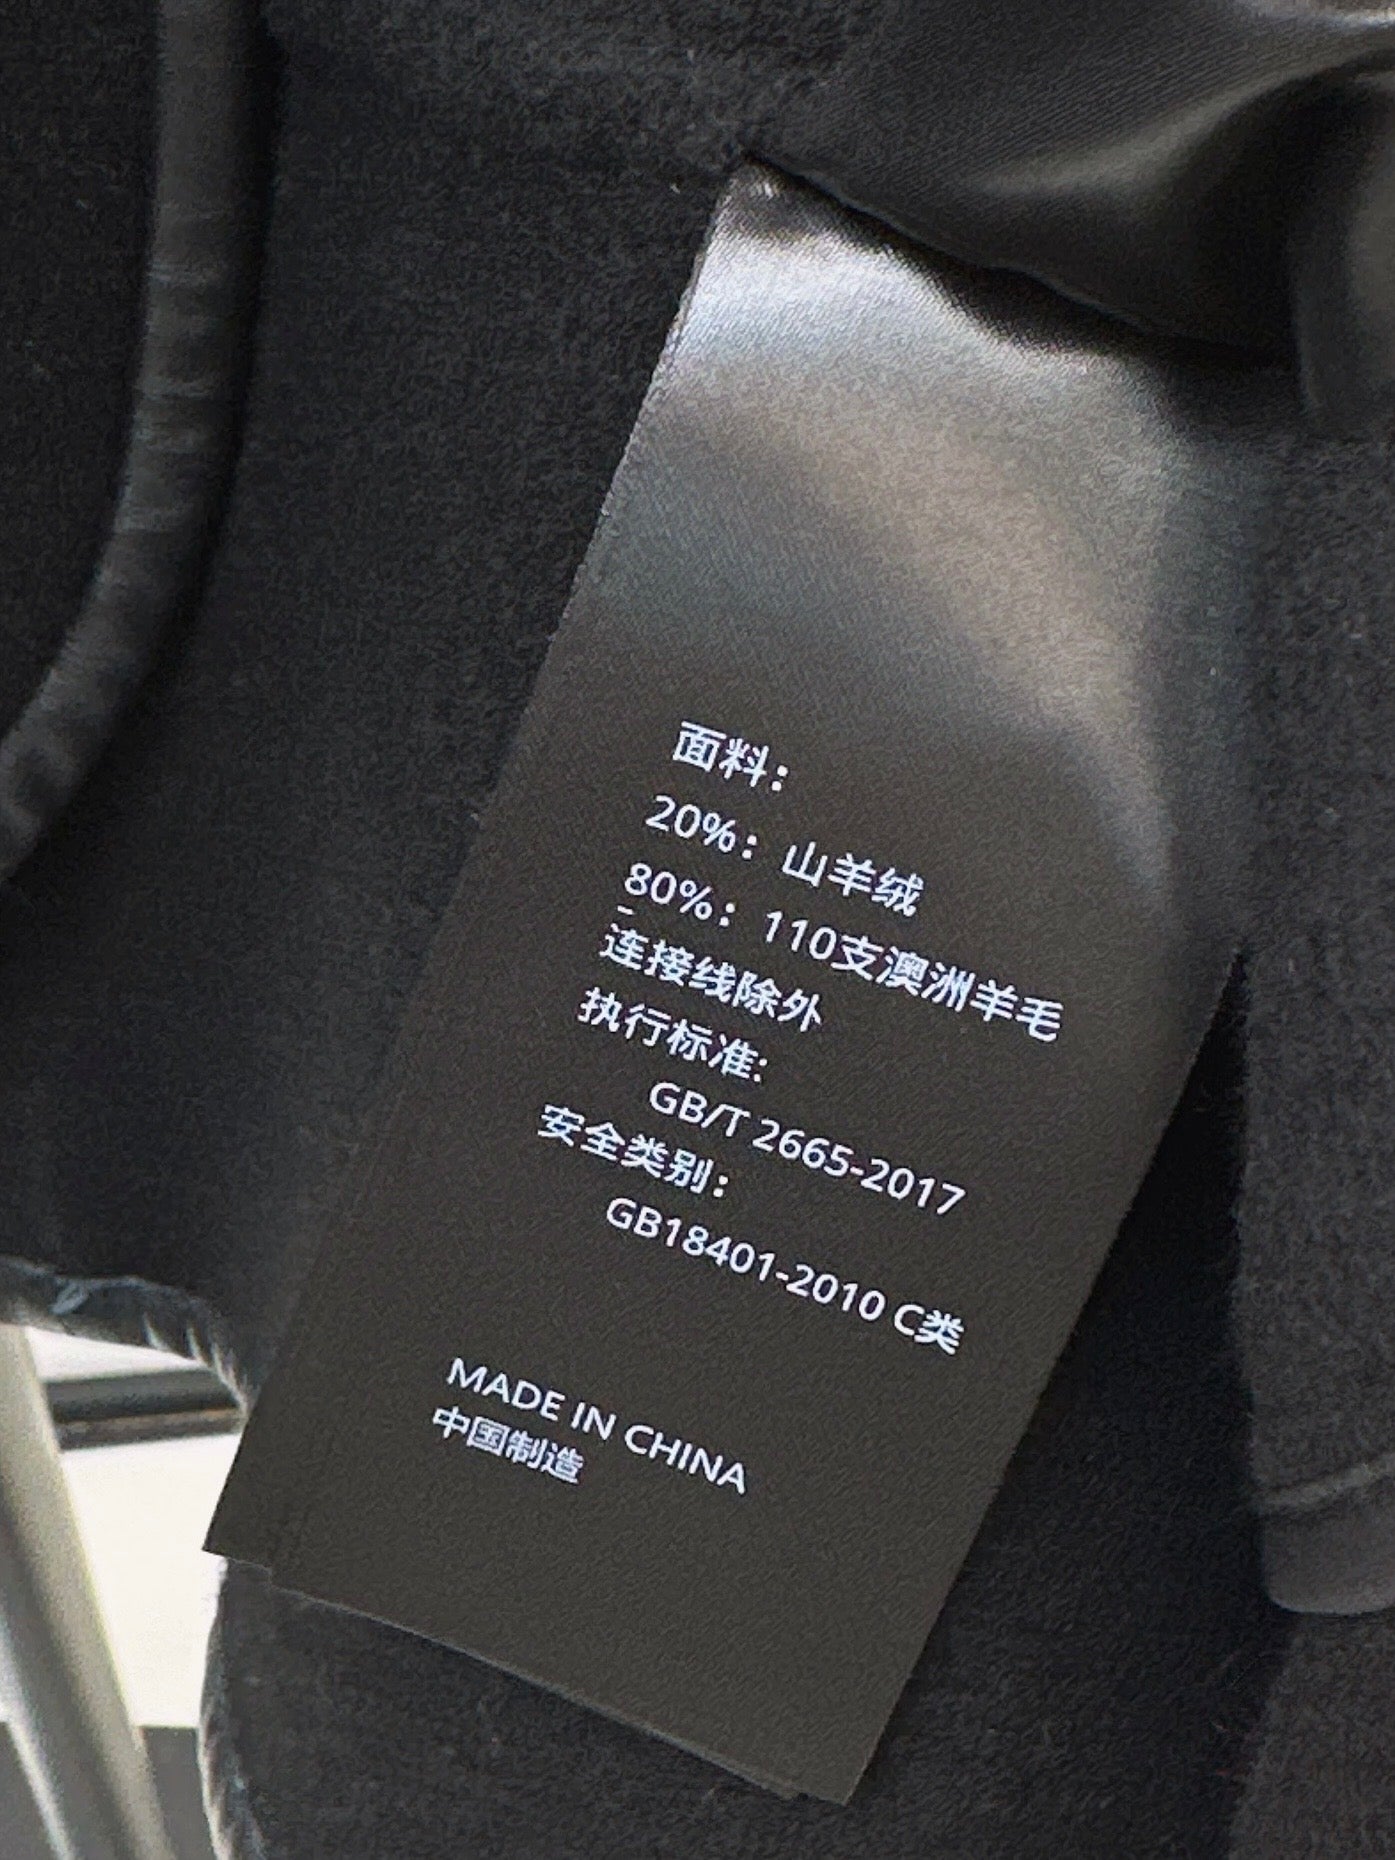 面料：
20%：山羊绒
80%：110支澳洲羊毛
-
连接线除外
执行标准:
GB/T 2665-2017
安全类别：
GB18401-2010 C类
MADE IN CHINA
中国制造